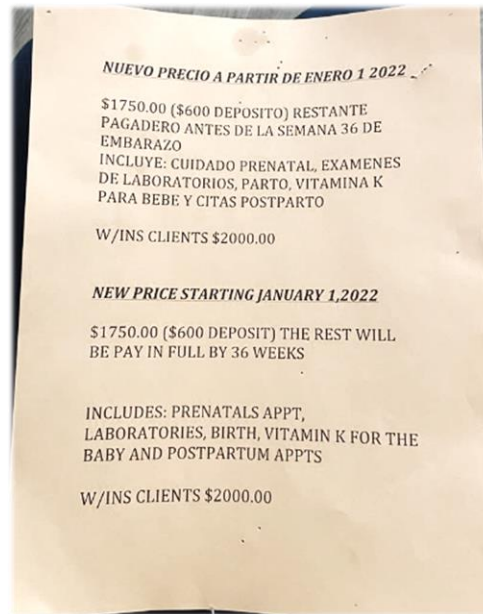 NUEVO PRECIO A PARTIR DE ENERO 1 2022
$1750.00 ($600 DEPOSITO) RESTANTE
PAGADERO ANTES DE LA SEMANA 36 DE
EMBARAZO
INCLUYE: CUIDADO PRENATAL, EXAMENES
DE LABORATORIOS, PARTO, VITAMINA K
PARA BEBE Y CITAS POSTPARTO
W/INS CLIENTS $2000.00
NEW PRICE STARTING JANUARY 1,2022
$1750.00 ($600 DEPOSIT) THE REST WILL
BE PAY IN FULL BY 36 WEEKS
INCLUDES: PRENATALS APPT,
LABORATORIES, BIRTH, VITAMIN K FOR THE
BABY AND POSTPARTUM APPTS
W/INS CLIENTS $2000.00